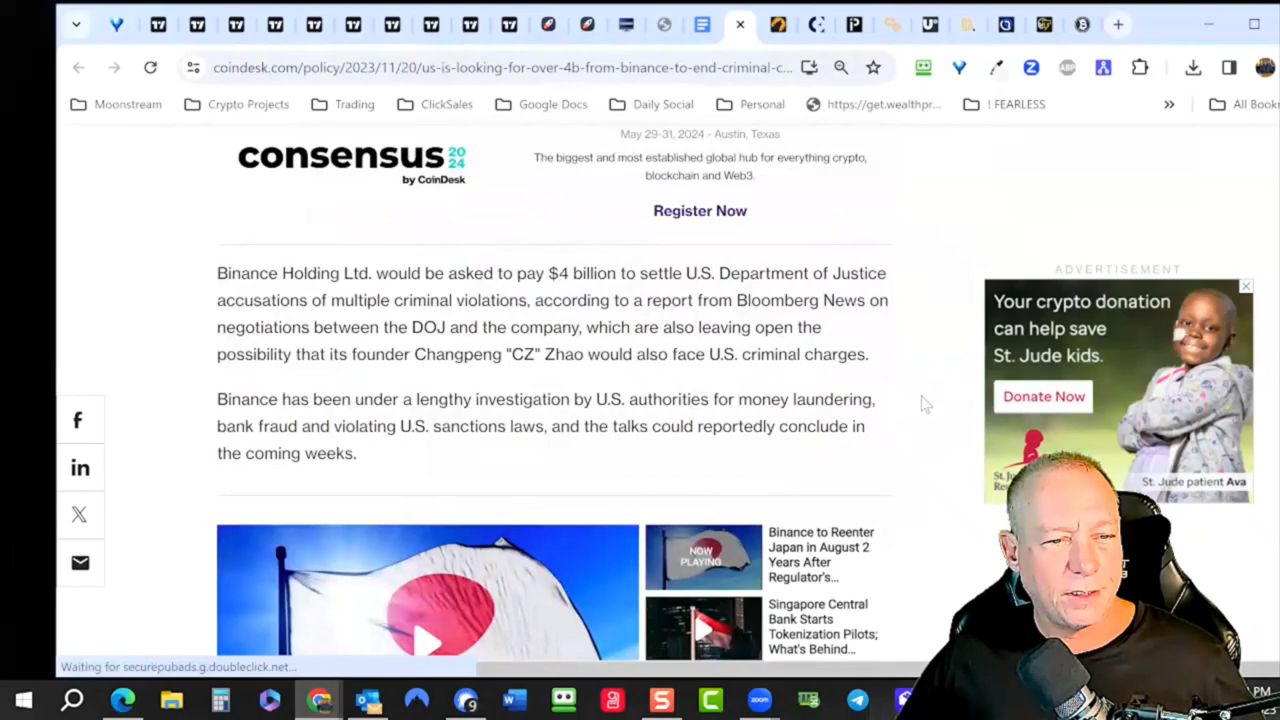 coindesk.com/policy/2023/11/20/us-is-looking-for-over-4b-from-binance-to-end-criminal-c...
Moonstream
Crypto Projects
Trading
ClickSales
Google Docs
Daily Social
Personal
https://get.wealthpr...
! FEARLESS
»
All Book
consensus 2024
by CoinDesk
May 29-31, 2024 - Austin, Texas
The biggest and most established global hub for everything crypto,
blockchain and Web3.
Register Now
Binance Holding Ltd. would be asked to pay $4 billion to settle U.S. Department of Justice
accusations of multiple criminal violations, according to a report from Bloomberg News on
negotiations between the DOJ and the company, which are also leaving open the
possibility that its founder Changpeng "CZ" Zhao would also face U.S. criminal charges.
Binance has been under a lengthy investigation by U.S. authorities for money laundering,
bank fraud and violating U.S. sanctions laws, and the talks could reportedly conclude in
the coming weeks.
ADVERTISEMENT
Your crypto donation
can help save
St. Jude kids.
Donate Now
St. Jude patient Ava
NOW
PLAYING
Binance to Reenter
Japan in August 2
Years After
Regulator's...
Singapore Central
Bank Starts
Tokenization Pilots;
What's Behind...
Waiting for securepubads.g.doubleclick.net...
zoom
PM